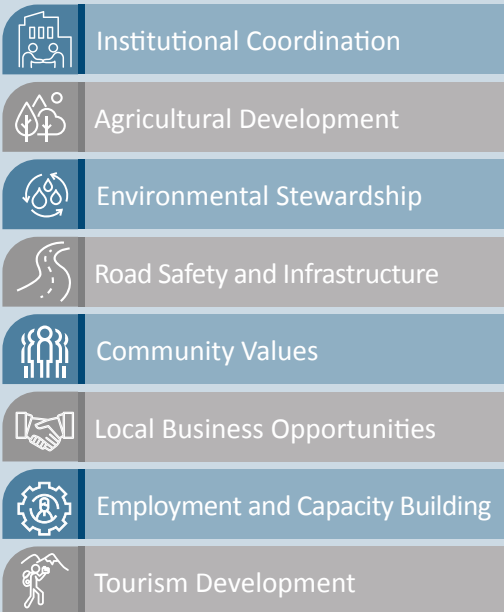 Institutional Coordination
Agricultural Development
Environmental Stewardship
Road Safety and Infrastructure
Community Values
Local Business Opportunities
Employment and Capacity Building
Tourism Development